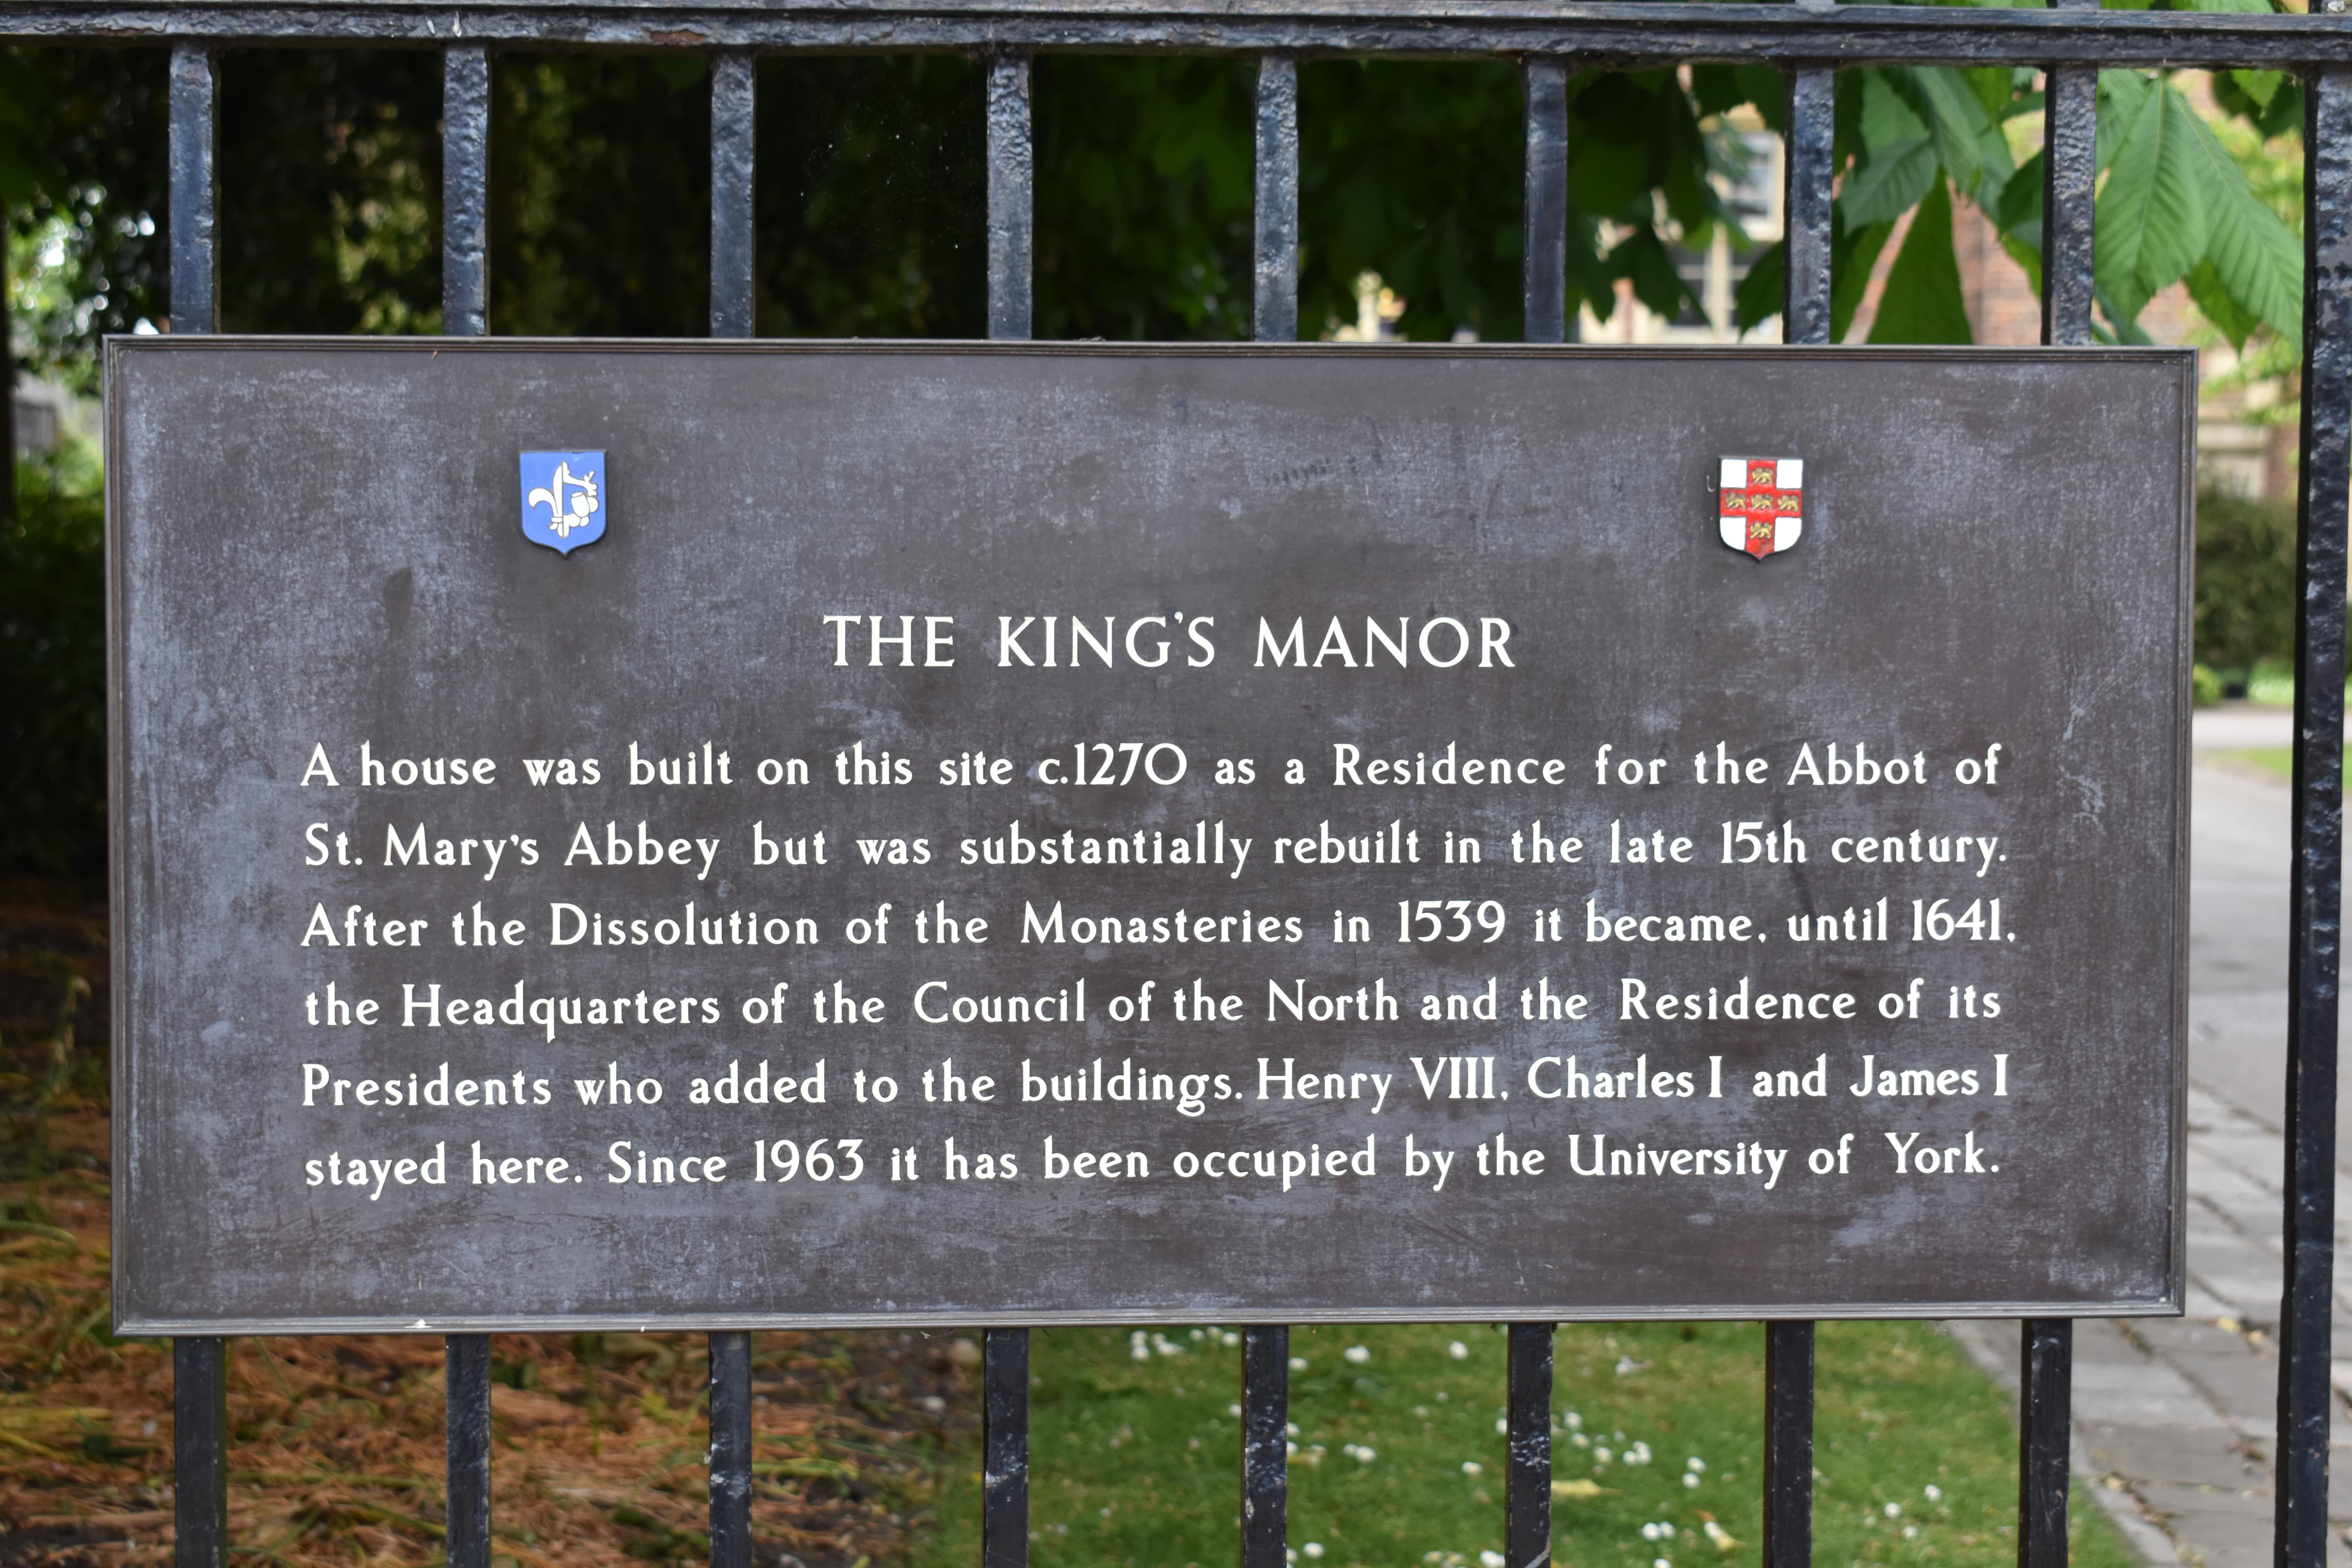 THE KING'S MANOR
A house was built on this site c.1270 as a Residence for the Abbot of
St. Mary's Abbey but was substantially rebuilt in the late 15th century.
After the Dissolution of the Monasteries in 1539 it became, until 1641,
the Headquarters of the Council of the North and the Residence of its
Presidents who added to the buildings. Henry VIII, Charles I and James I
stayed here. Since 1963 it has been occupied by the University of York.